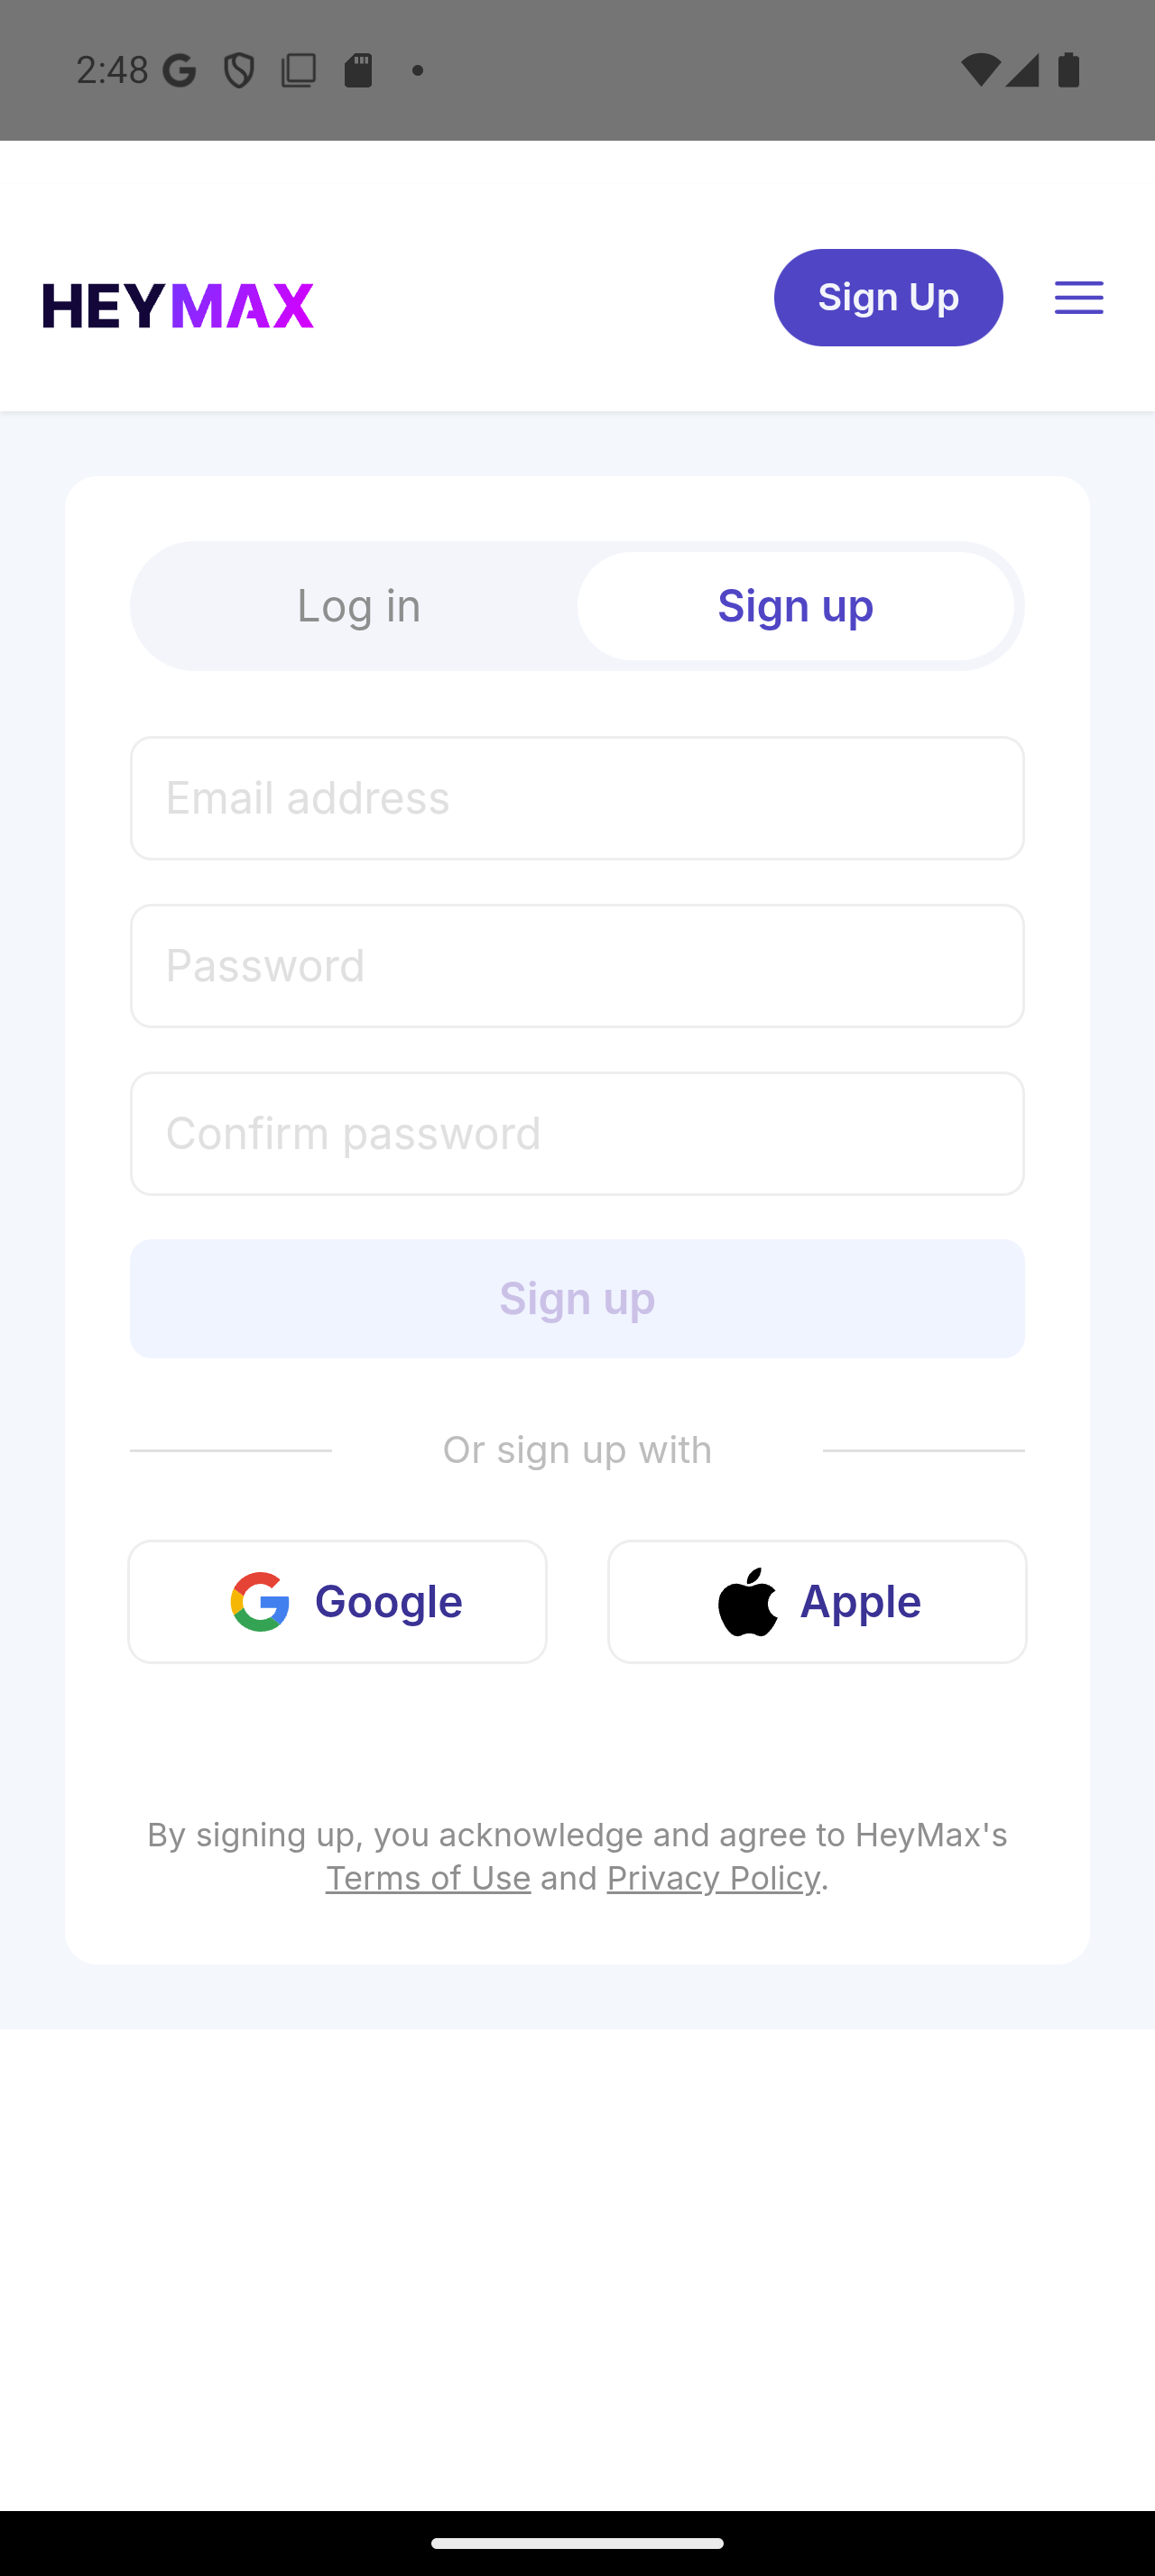 2:48
HEYMAX
Sign Up
Log in
Sign up
Email address
Password
Confirm password
Sign up
Or sign up with
Google
Apple
By signing up, you acknowledge and agree to HeyMax's
Terms of Use and Privacy Policy.